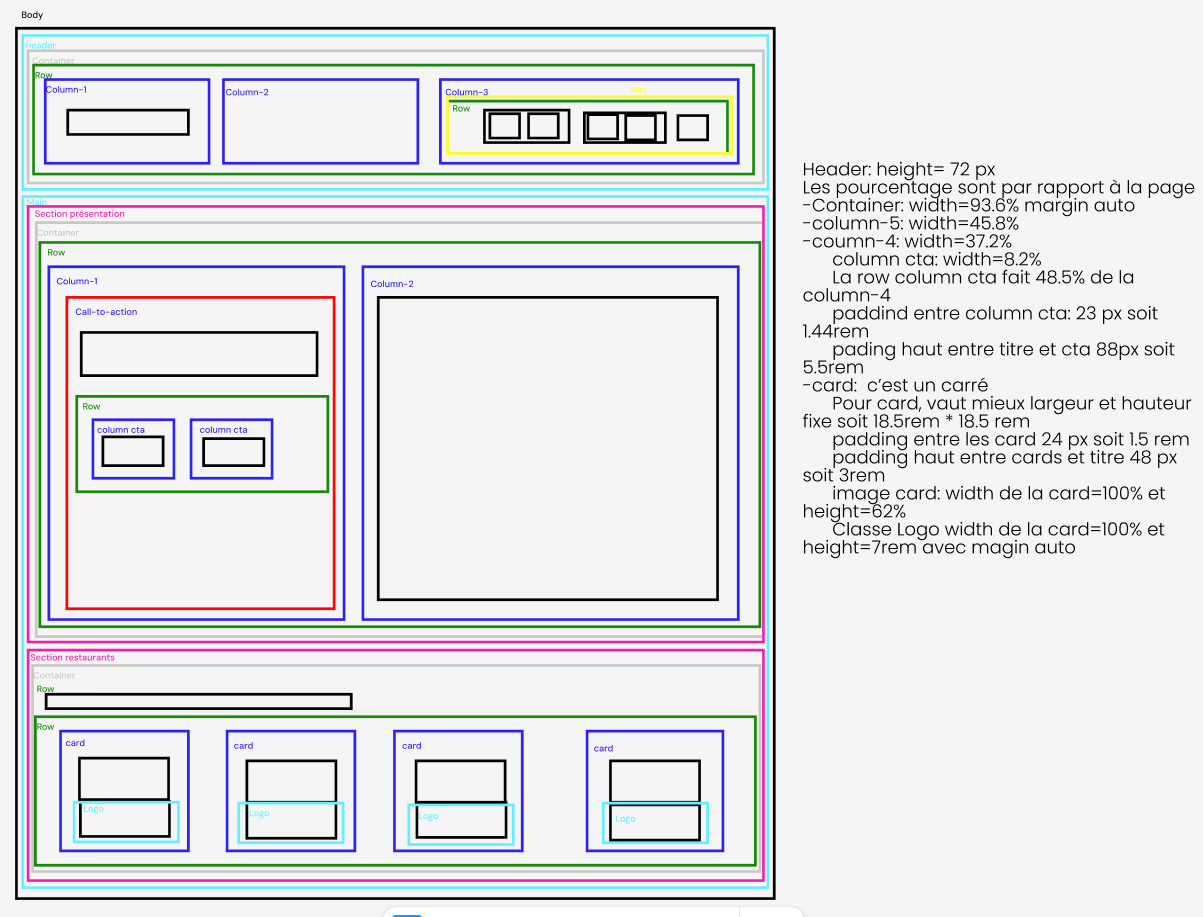 Body
header
Container
Row
Column-1
Column-2
Column-3
Nav
Row
Main
Section présentation
Container
Row
Column-1
Column-2
Call-to-action
Row
column cta
column cta
Section restaurants
Container
Row
Row
card
card
card
card
Logo
Logo
Logo
Logo
Header: height= 72 px
Les pourcentage sont par rapport à la page
-Container: width=93.6% margin auto
-column-5: width=45.8%
-coumn-4: width=37.2%
column cta: width=8.2%
La row column cta fait 48.5% de la
column-4
paddind entre column cta: 23 px soit
1.44rem
pading haut entre titre et cta 88px soit
5.5rem
-card:  c’est un carré
Pour card, vaut mieux largeur et hauteur
fixe soit 18.5rem * 18.5 rem
padding entre les card 24 px soit 1.5 rem
padding haut entre cards et titre 48 px
soit 3rem
image card: width de la card=100% et
height=62%
Classe Logo width de la card=100% et
height=7rem avec magin auto